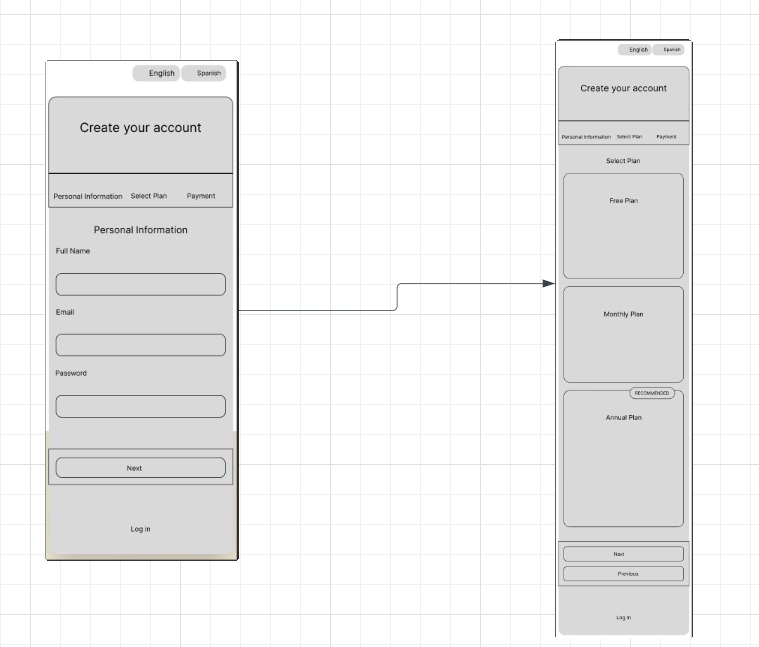 English Spanish
Create your account
Personal Information Select Plan Payment
Personal Information
Full Name
Email
Password
Next
Log in
English Spanish
Create your account
Personal Information Select Plan Payment
Select Plan
Free Plan
Monthly Plan
RECOMMENDED
Annual Plan
Next
Previous
Log in